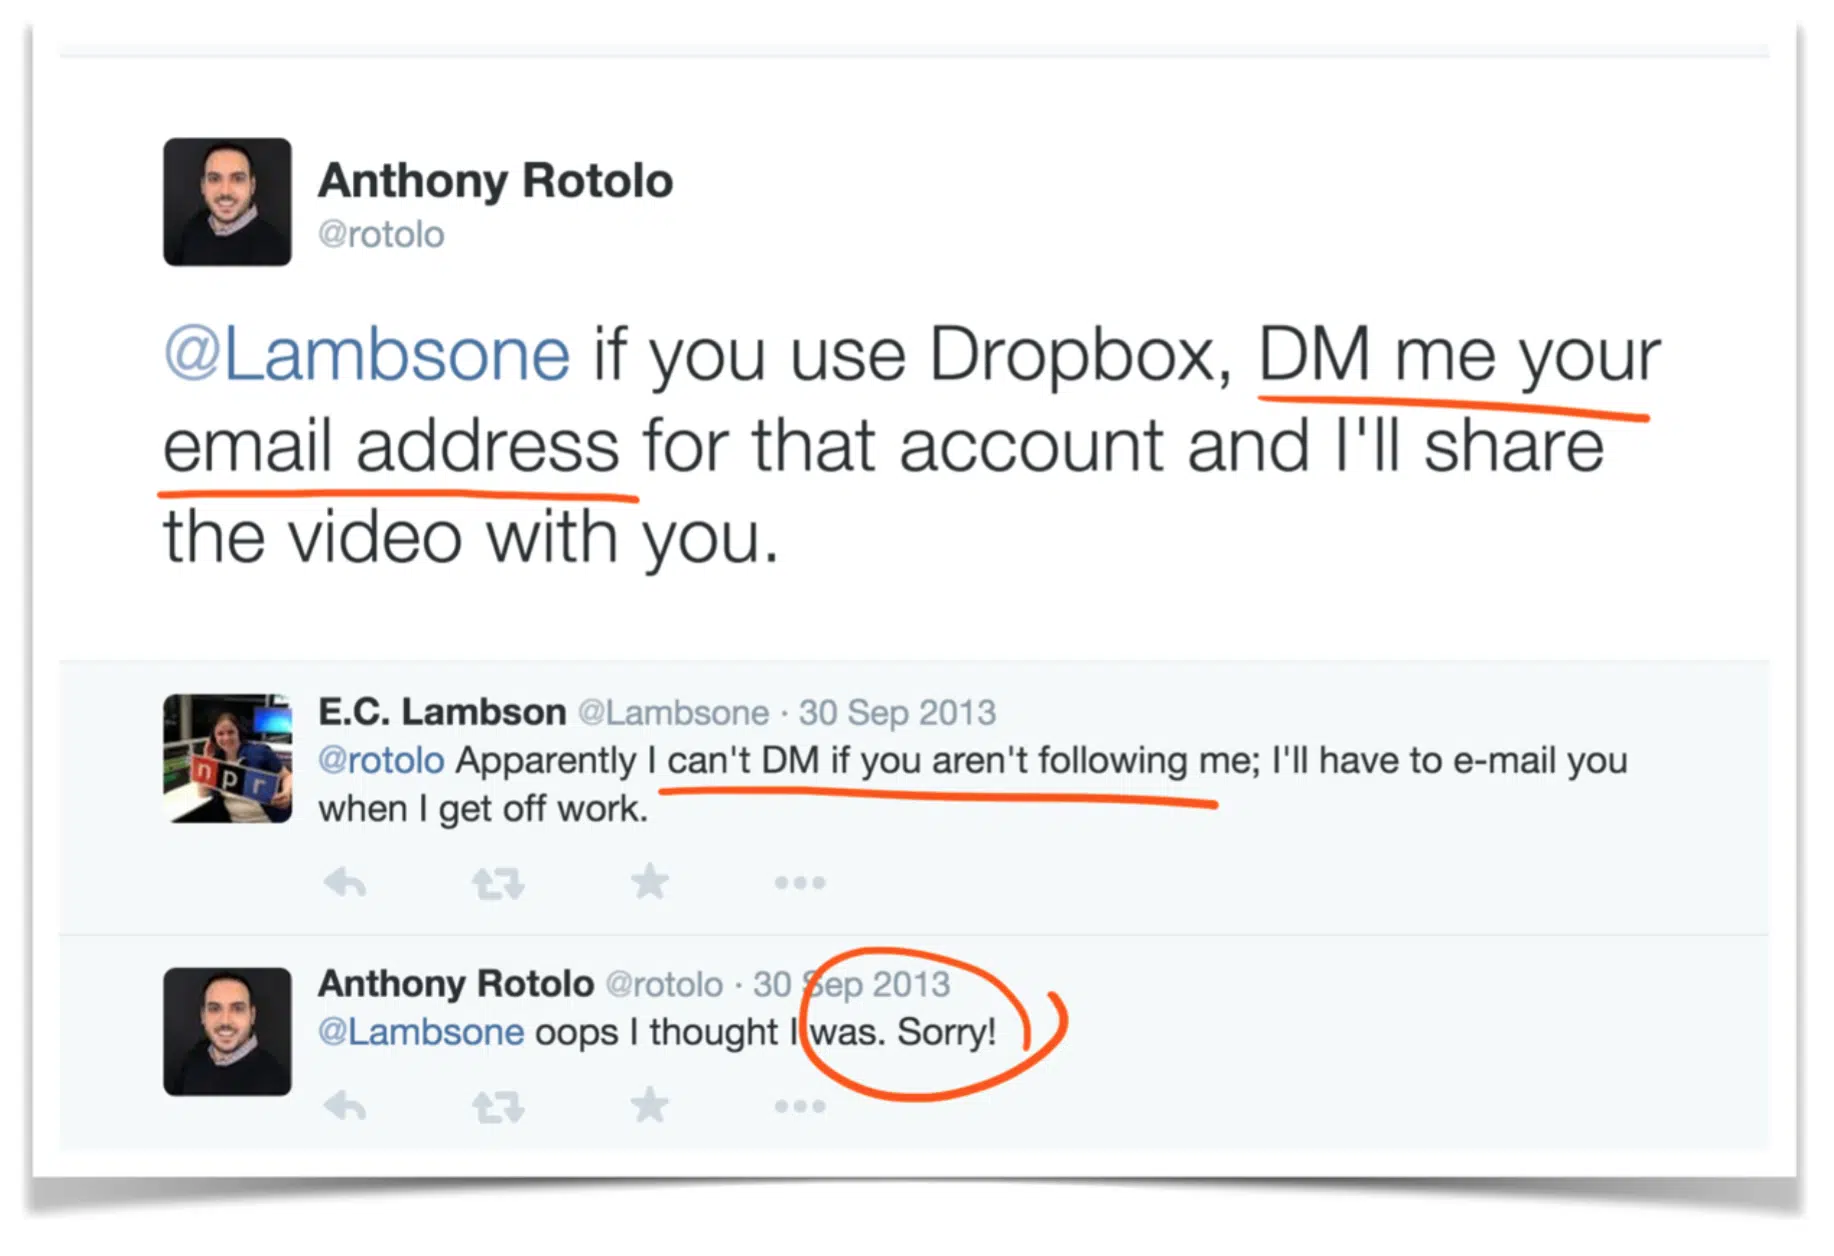 Anthony Rotolo
@rotolo
@Lambsone if you use Dropbox, DM me your
email address for that account and I'll share
the video with you.
npr
E.C. Lambson @Lambsone · 30 Sep 2013
@rotolo Apparently I can't DM if you aren't following me; I'll have to e-mail you
when I get off work.
Anthony Rotolo @rotolo · 30 Sep 2013
@Lambsone oops I thought I was. Sorry!